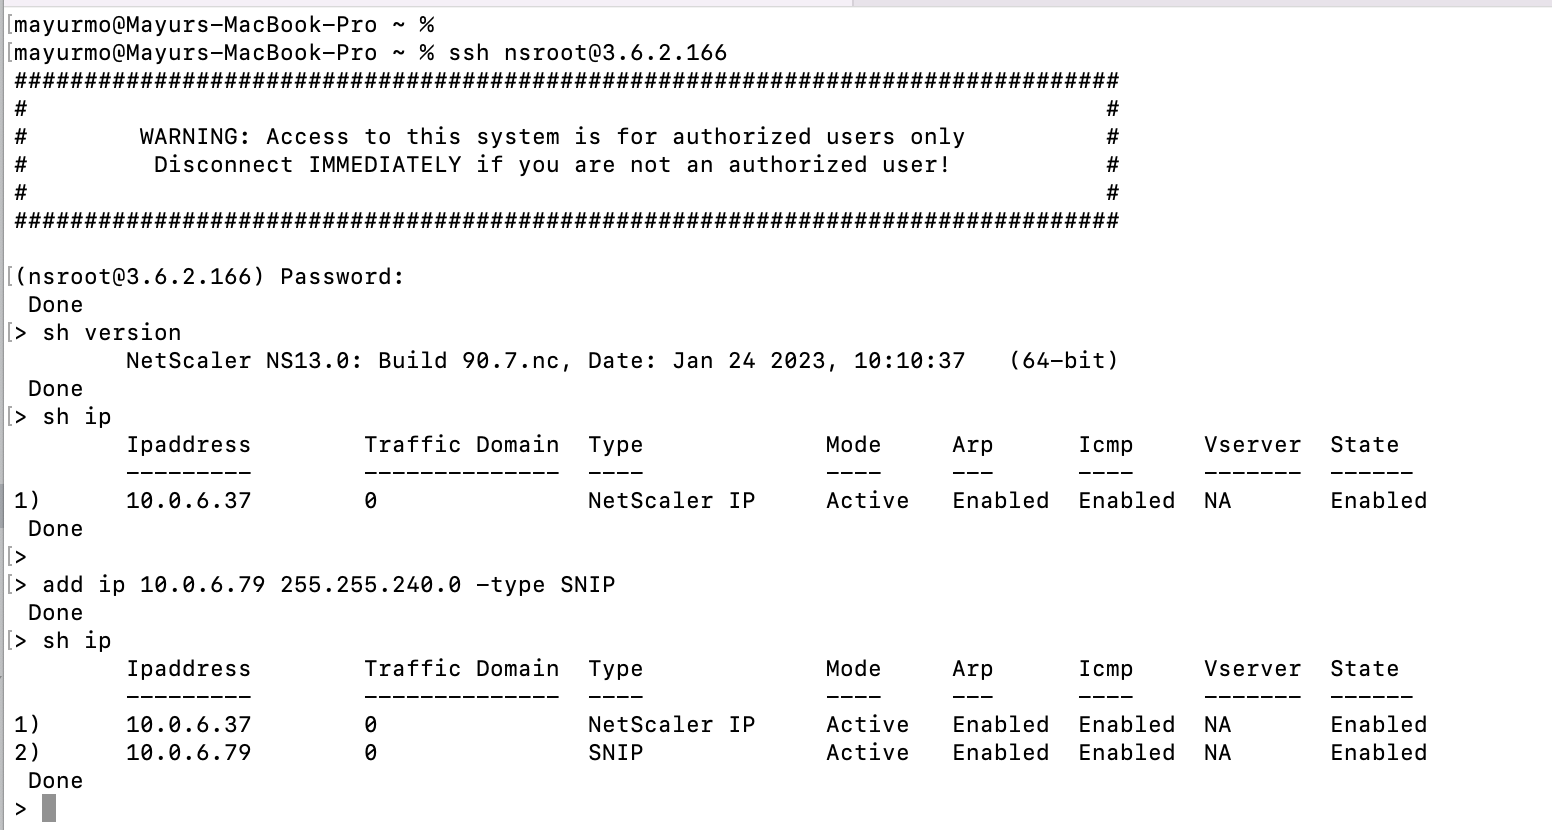 [mayurmo@Mayurs-MacBook-Pro ~ %
[mayurmo@Mayurs-MacBook-Pro ~ % ssh nsroot@3.6.2.166
###############################################################################
#                                                                             #
#        WARNING: Access to this system is for authorized users only          #
#         Disconnect IMMEDIATELY if you are not an authorized user!           #
#                                                                             #
###############################################################################
[(nsroot@3.6.2.166) Password:
 Done
[> sh version
        NetScaler NS13.0: Build 90.7.nc, Date: Jan 24 2023, 10:10:37   (64-bit)
 Done
[> sh ip
        Ipaddress        Traffic Domain  Type             Mode     Arp      Icmp     Vserver  State
        ---------        --------------  ----             ----     ---      ----     -------  ------
1)      10.0.6.37        0               NetScaler IP     Active   Enabled  Enabled  NA       Enabled
 Done
[>
[> add ip 10.0.6.79 255.255.240.0 -type SNIP
 Done
[> sh ip
        Ipaddress        Traffic Domain  Type             Mode     Arp      Icmp     Vserver  State
        ---------        --------------  ----             ----     ---      ----     -------  ------
1)      10.0.6.37        0               NetScaler IP     Active   Enabled  Enabled  NA       Enabled
2)      10.0.6.79        0               SNIP             Active   Enabled  Enabled  NA       Enabled
 Done
>